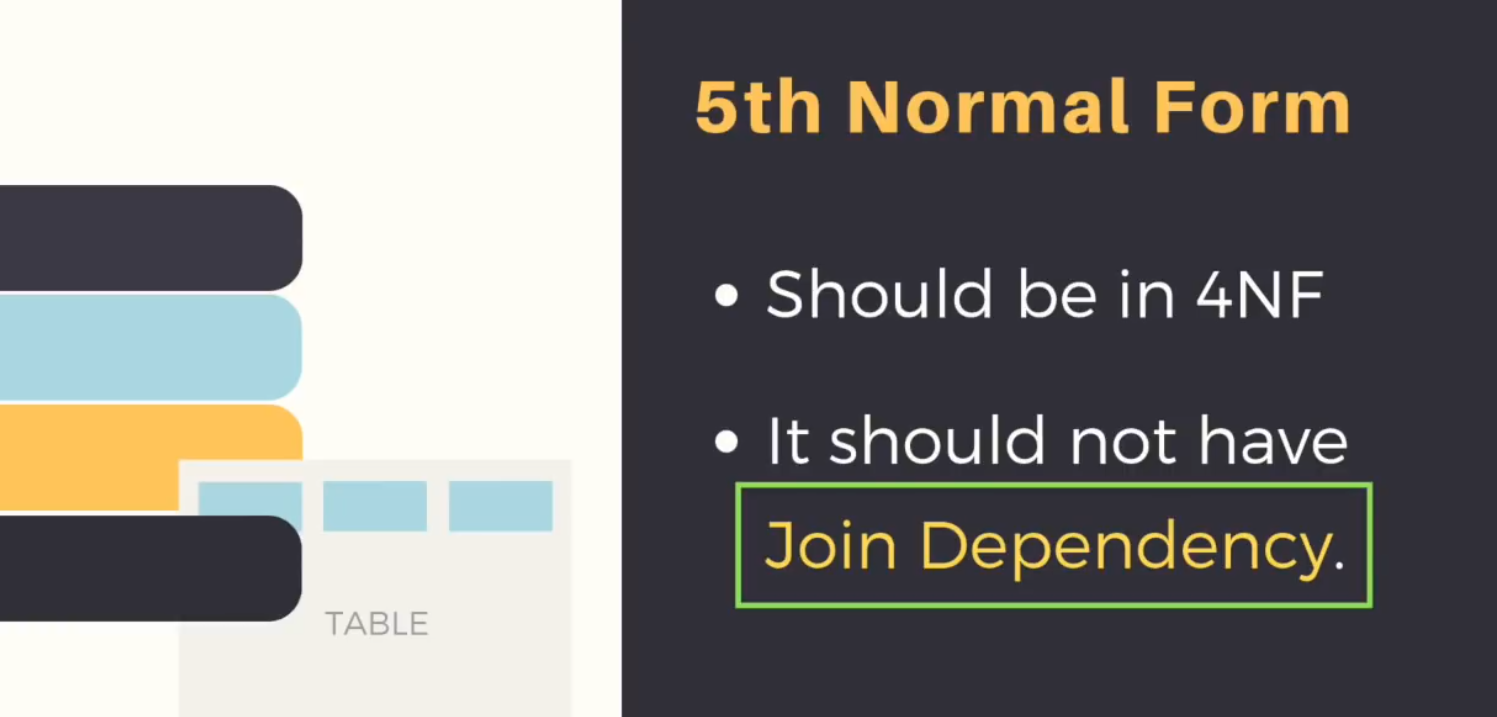 5th Normal Form
• Should be in 4NF
• It should not have
Join Dependency.
TABLE